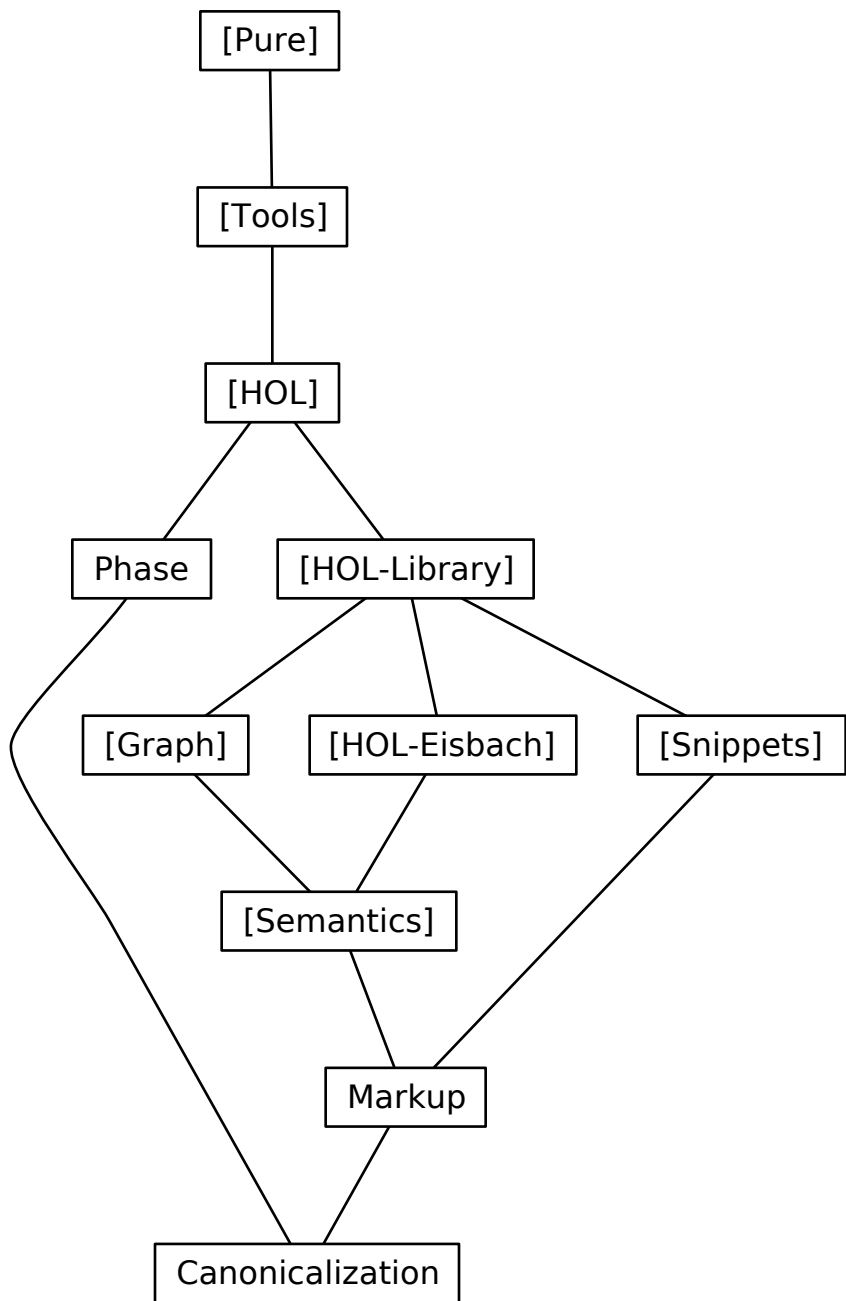 [Pure]
[Tools]
[HOL]
Phase
[HOL-Library]
[Graph]
[HOL-Eisbach]
[Snippets]
[Semantics]
Markup
Canonicalization